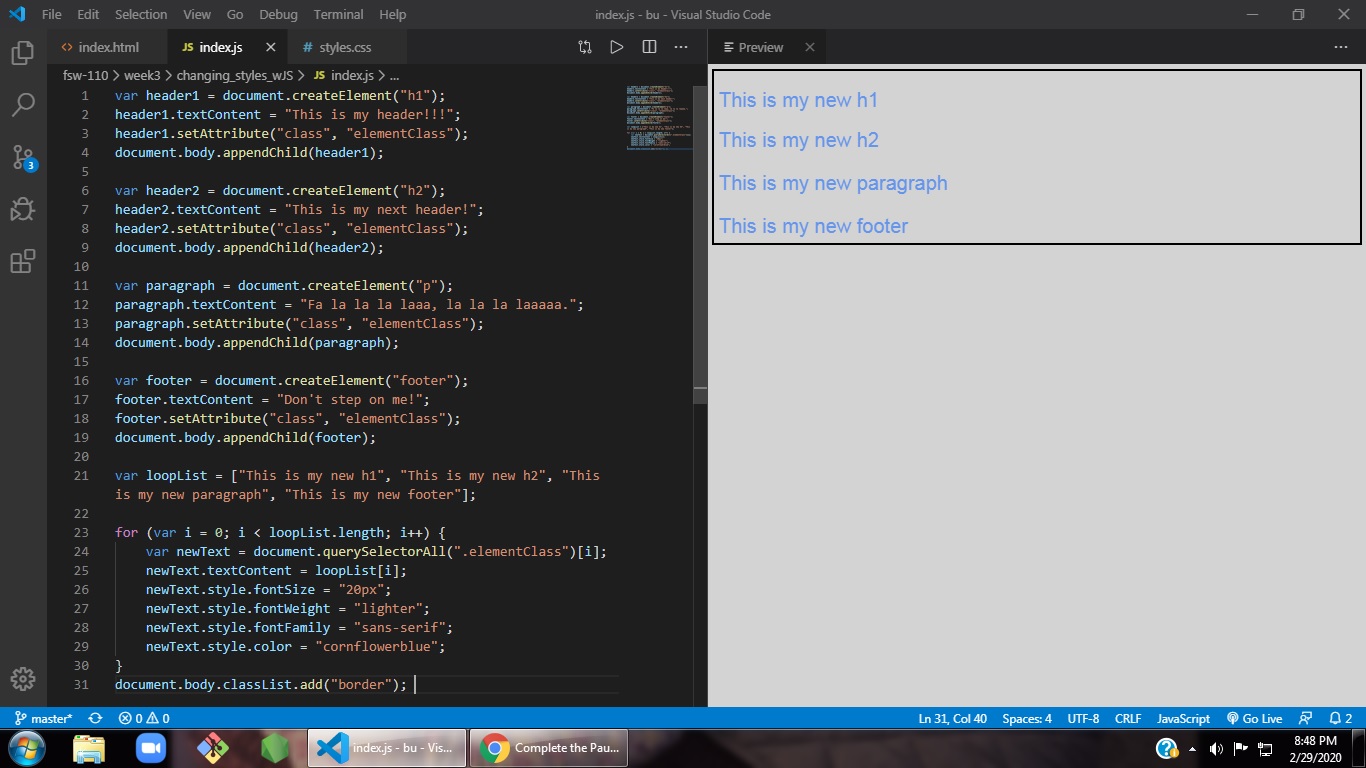 File Edit Selection View Go Debug Terminal Help
index.js - bu - Visual Studio Code
index.html
JS index.js
# styles.css
Preview
fsw-110 > week3 > changing_styles_wJS > JS index.js > ...
1 var header1 = document.createElement("h1");
2 header1.textContent = "This is my header!!!";
3 header1.setAttribute("class", "elementClass");
4 document.body.appendChild(header1);
5
6 var header2 = document.createElement("h2");
7 header2.textContent = "This is my next header!";
8 header2.setAttribute("class", "elementClass");
9 document.body.appendChild(header2);
10
11 var paragraph = document.createElement("p");
12 paragraph.textContent = "Fa la la la laaa, la la la laaaaa.";
13 paragraph.setAttribute("class", "elementClass");
14 document.body.appendChild(paragraph);
15
16 var footer = document.createElement("footer");
17 footer.textContent = "Don't step on me!";
18 footer.setAttribute("class", "elementClass");
19 document.body.appendChild(footer);
20
21 var loopList = ["This is my new h1", "This is my new h2", "This
is my new paragraph", "This is my new footer"];
22
23 for (var i = 0; i < loopList.length; i++) {
24 var newText = document.querySelectorAll(".elementClass")[i];
25 newText.textContent = loopList[i];
26 newText.style.fontSize = "20px";
27 newText.style.fontWeight = "lighter";
28 newText.style.fontFamily = "sans-serif";
29 newText.style.color = "cornflowerblue";
30 }
31 document.body.classList.add("border");
This is my new h1
This is my new h2
This is my new paragraph
This is my new footer
3
master* 0 0
Ln 31, Col 40 Spaces: 4 UTF-8 CRLF JavaScript Go Live 2
index.js - bu - Vis...
Complete the Pau...
8:48 PM
2/29/2020